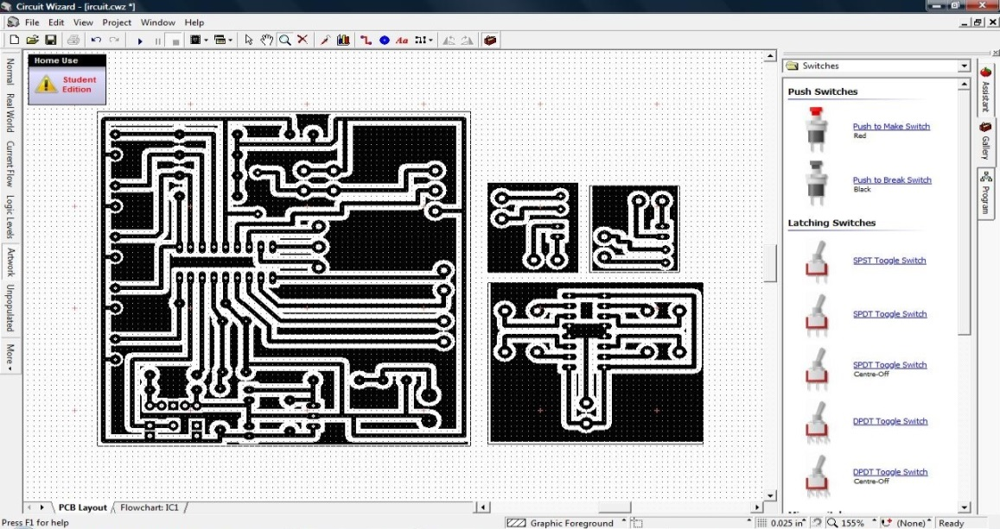 Circuit Wizard - [ircuit.cwz *]
File Edit View Project Window Help
Aa
Home Use
Student
Edition
Normal
Real World
Current Flow
Logic Levels
Artwork
Unpopulated
More
Switches
Push Switches
Push to Make Switch
Red
Push to Break Switch
Black
Latching Switches
SPST Toggle Switch
SPDT Toggle Switch
SPDT Toggle Switch
Centre-Off
DPDT Toggle Switch
DPDT Toggle Switch
Centre-Off
Assistant
Gallery
Program
PCB Layout Flowchart: IC1
Press F1 for help
Graphic Foreground
0.025 in
155%
(None)
Ready